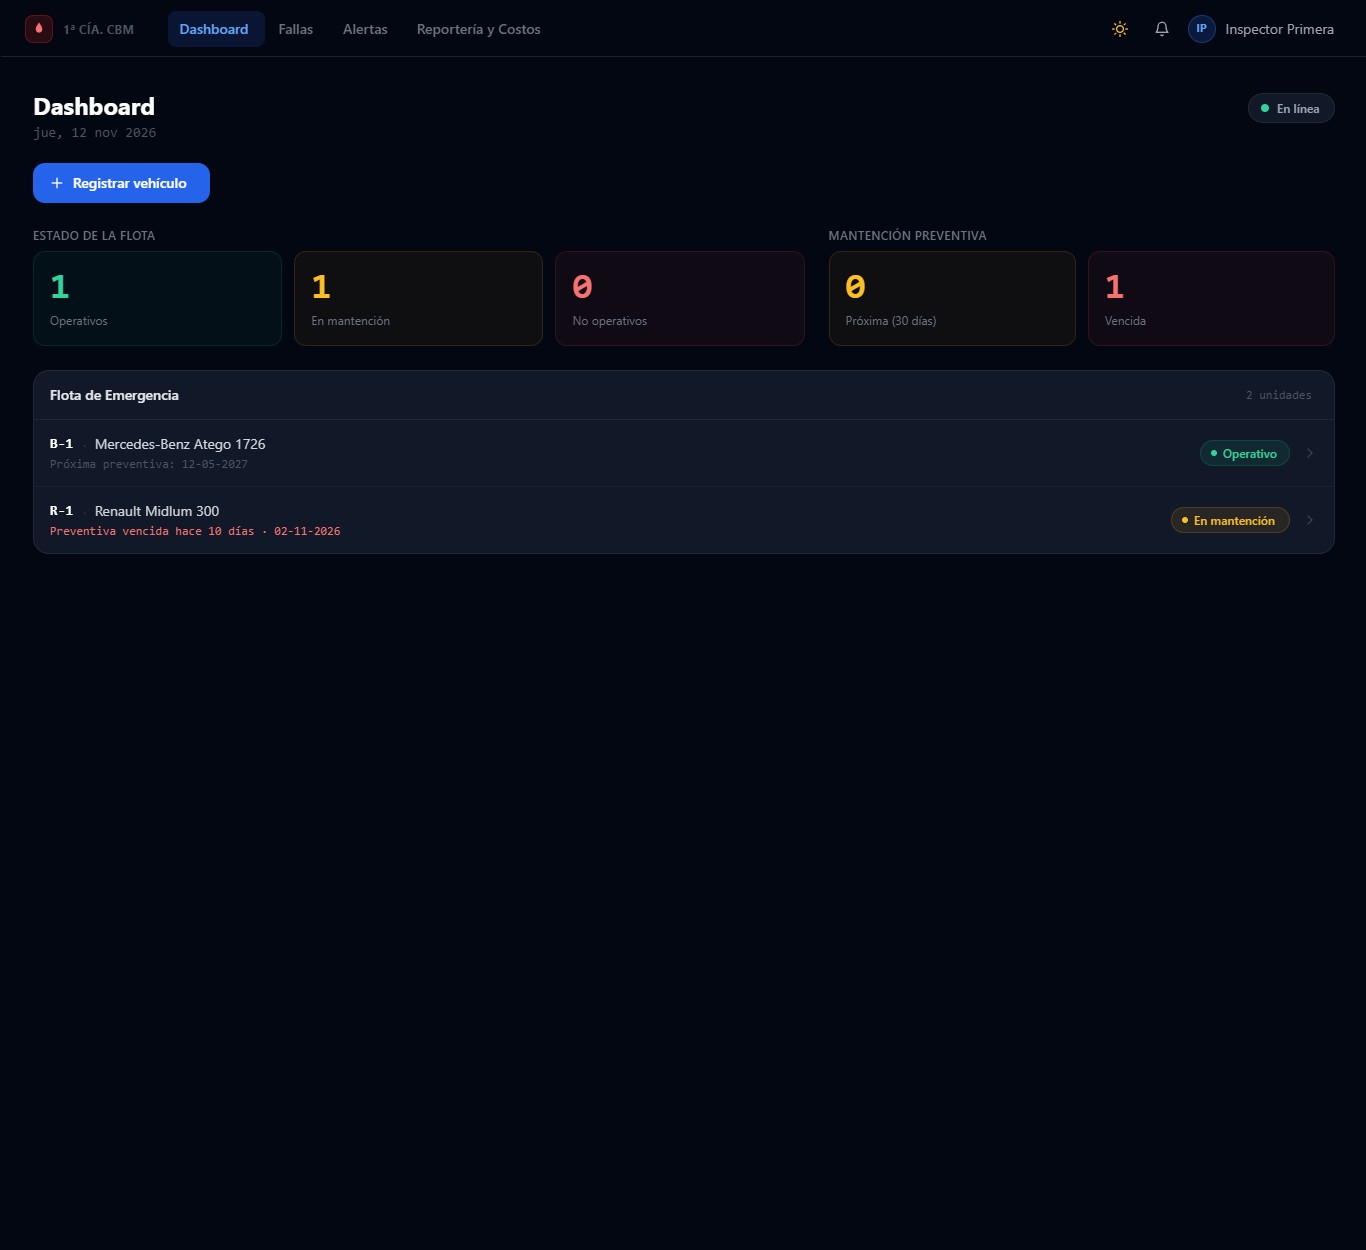 1ª CÍA. CBM
Dashboard
Fallas
Alertas
Reportería y Costos
IP
Inspector Primera
Dashboard
jue, 12 nov 2026
En línea
+ Registrar vehículo
ESTADO DE LA FLOTA
1
Operativos
1
En mantención
0
No operativos
MANTENCIÓN PREVENTIVA
0
Próxima (30 días)
1
Vencida
Flota de Emergencia
2 unidades
B-1 · Mercedes-Benz Atego 1726
Próxima preventiva: 12-05-2027
Operativo
R-1 · Renault Midlum 300
Preventiva vencida hace 10 días · 02-11-2026
En mantención